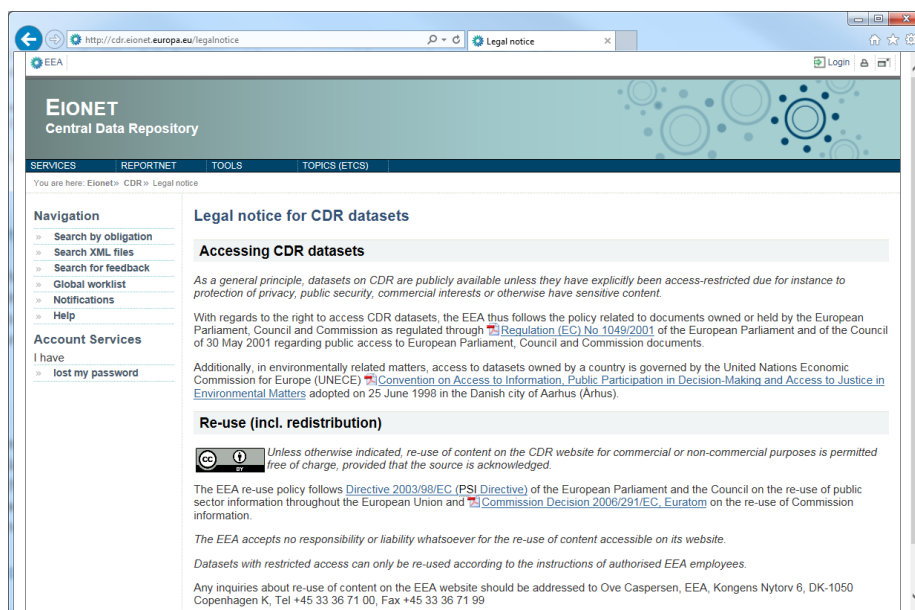 http://cdr.eionet.europa.eu/legalnotice
Legal notice
EEA
Login
EIONET
Central Data Repository
SERVICES REPORTNET TOOLS TOPICS (ETCS)
You are here: Eionet» CDR» Legal notice
Navigation
» Search by obligation
» Search XML files
» Search for feedback
» Global worklist
» Notifications
» Help
Account Services
I have
» lost my password
Legal notice for CDR datasets
Accessing CDR datasets
As a general principle, datasets on CDR are publicly available unless they have explicitly been access-restricted due for instance to
protection of privacy, public security, commercial interests or otherwise have sensitive content.
With regards to the right to access CDR datasets, the EEA thus follows the policy related to documents owned or held by the European
Parliament, Council and Commission as regulated through Regulation (EC) No 1049/2001 of the European Parliament and of the Council
of 30 May 2001 regarding public access to European Parliament, Council and Commission documents.
Additionally, in environmentally related matters, access to datasets owned by a country is governed by the United Nations Economic
Commission for Europe (UNECE) Convention on Access to Information, Public Participation in Decision-Making and Access to Justice in
Environmental Matters adopted on 25 June 1998 in the Danish city of Aarhus (Århus).
Re-use (incl. redistribution)
cc BY
Unless otherwise indicated, re-use of content on the CDR website for commercial or non-commercial purposes is permitted
free of charge, provided that the source is acknowledged.
The EEA re-use policy follows Directive 2003/98/EC (PSI Directive) of the European Parliament and the Council on the re-use of public
sector information throughout the European Union and Commission Decision 2006/291/EC, Euratom on the re-use of Commission
information.
The EEA accepts no responsibility or liability whatsoever for the re-use of content accessible on its website.
Datasets with restricted access can only be re-used according to the instructions of authorised EEA employees.
Any inquiries about re-use of content on the EEA website should be addressed to Ove Caspersen, EEA, Kongens Nytorv 6, DK-1050
Copenhagen K, Tel +45 33 36 71 00, Fax +45 33 36 71 99